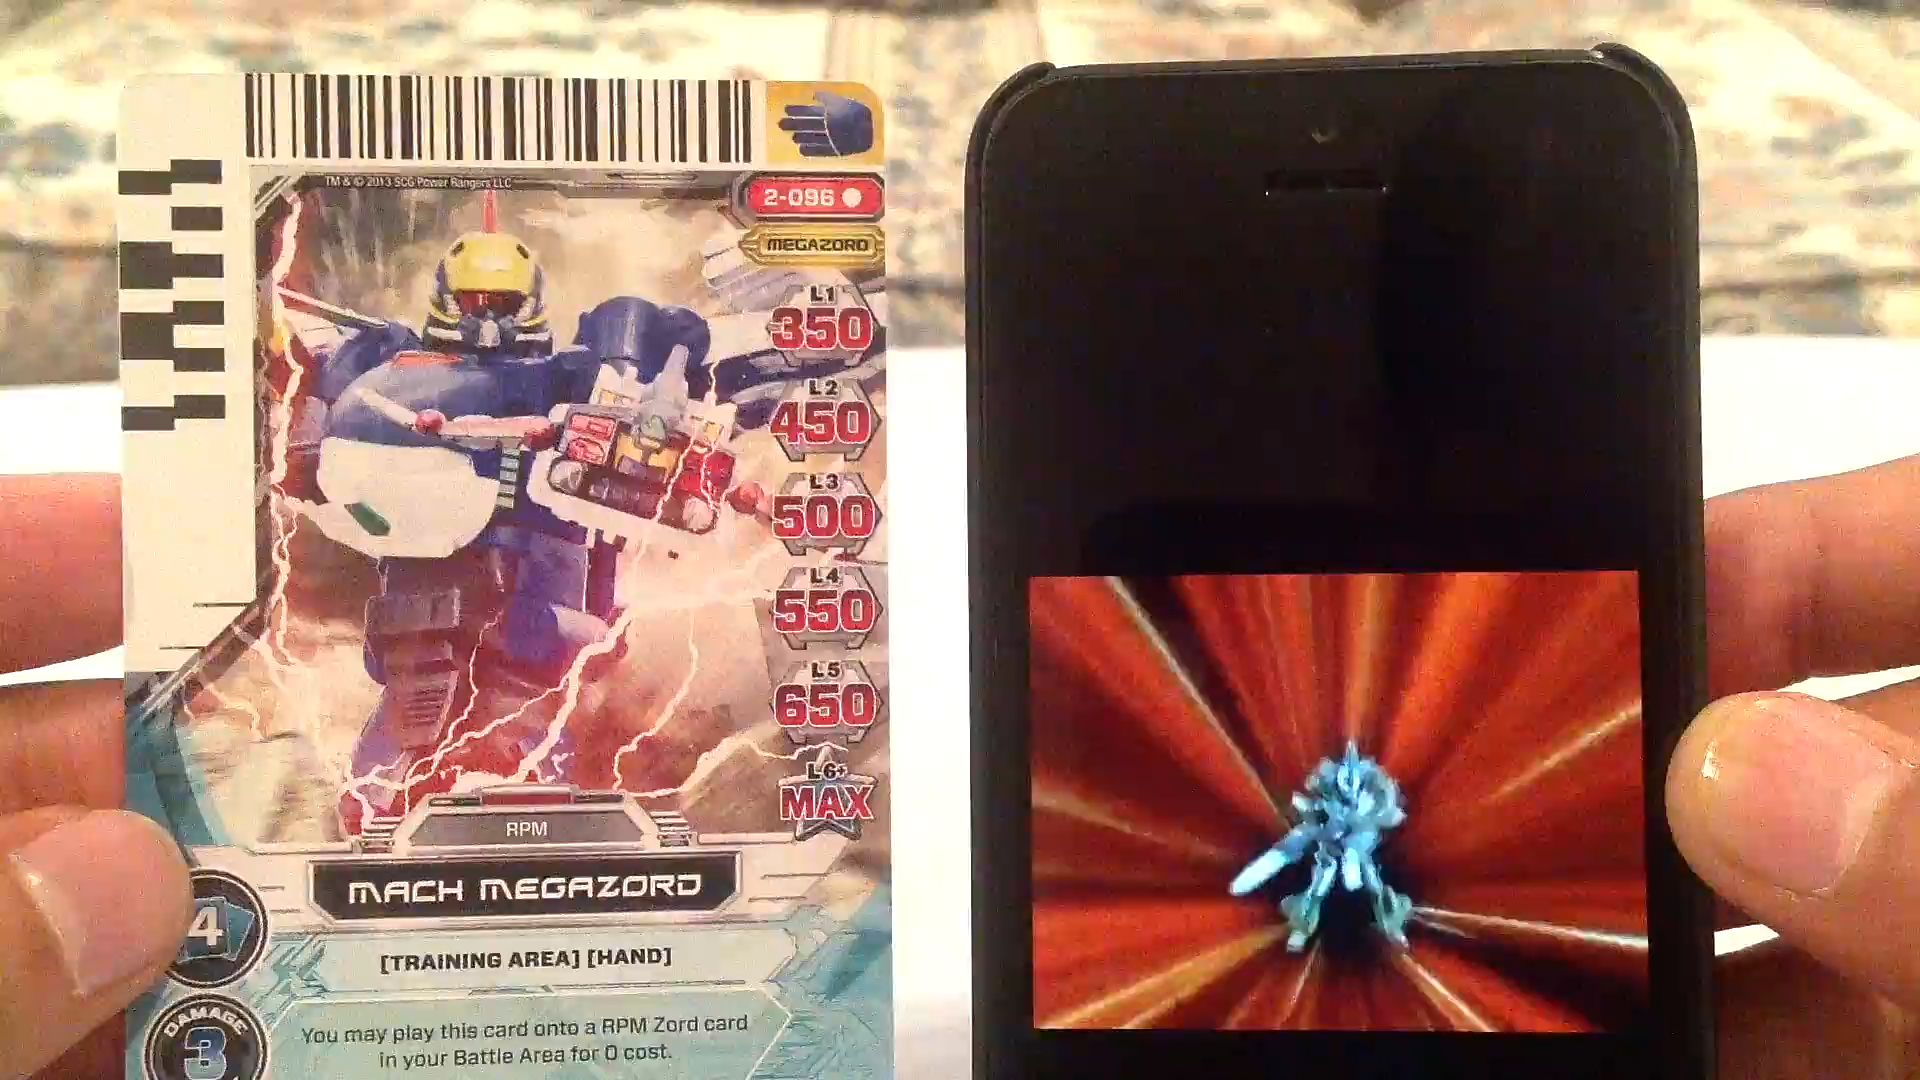 TM & © 2013 SCG Power Rangers LLC
2-096
MEGAZORD
L1
350
L2
450
L3
500
L4
550
L5
650
L6+
MAX
RPM
MACH MEGAZORD
4
[TRAINING AREA] [HAND]
DAMAGE
3
You may play this card onto a RPM Zord card
in your Battle Area for 0 cost.